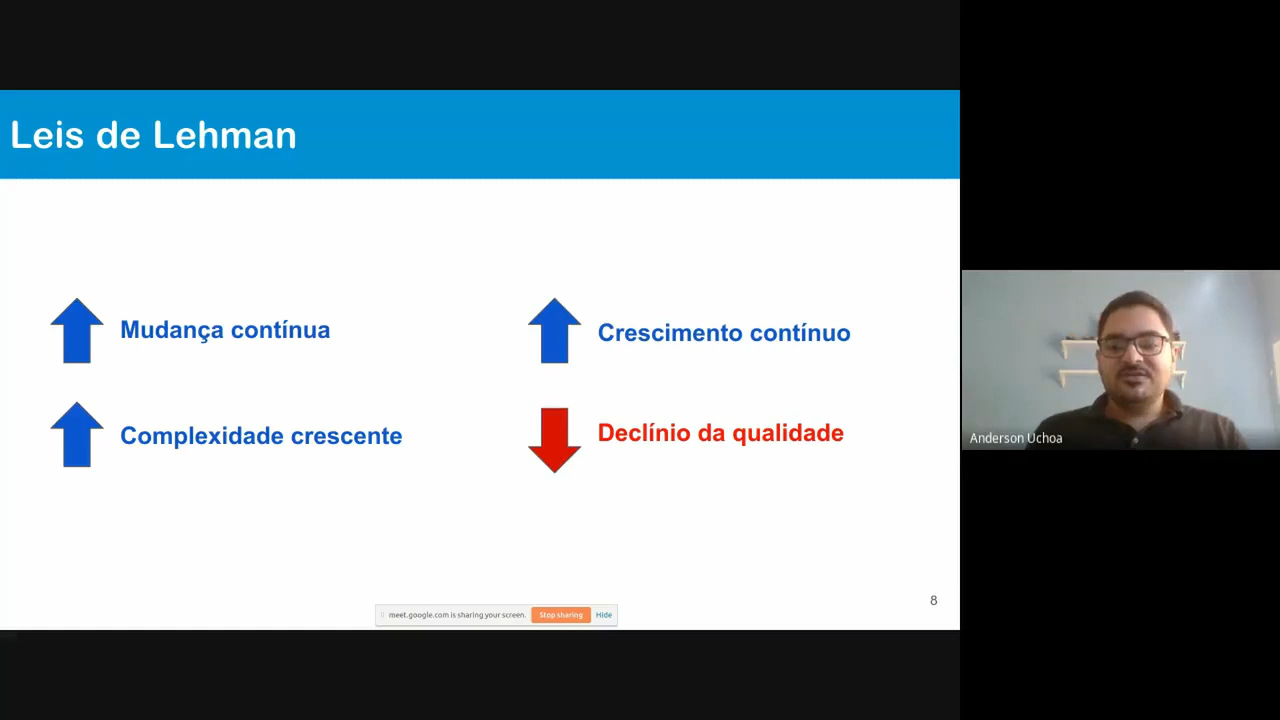 Leis de Lehman
Mudança contínua
Crescimento contínuo
Complexidade crescente
Declínio da qualidade
8
meet.google.com is sharing your screen.
Stop sharing
Hide
Anderson Uchoa